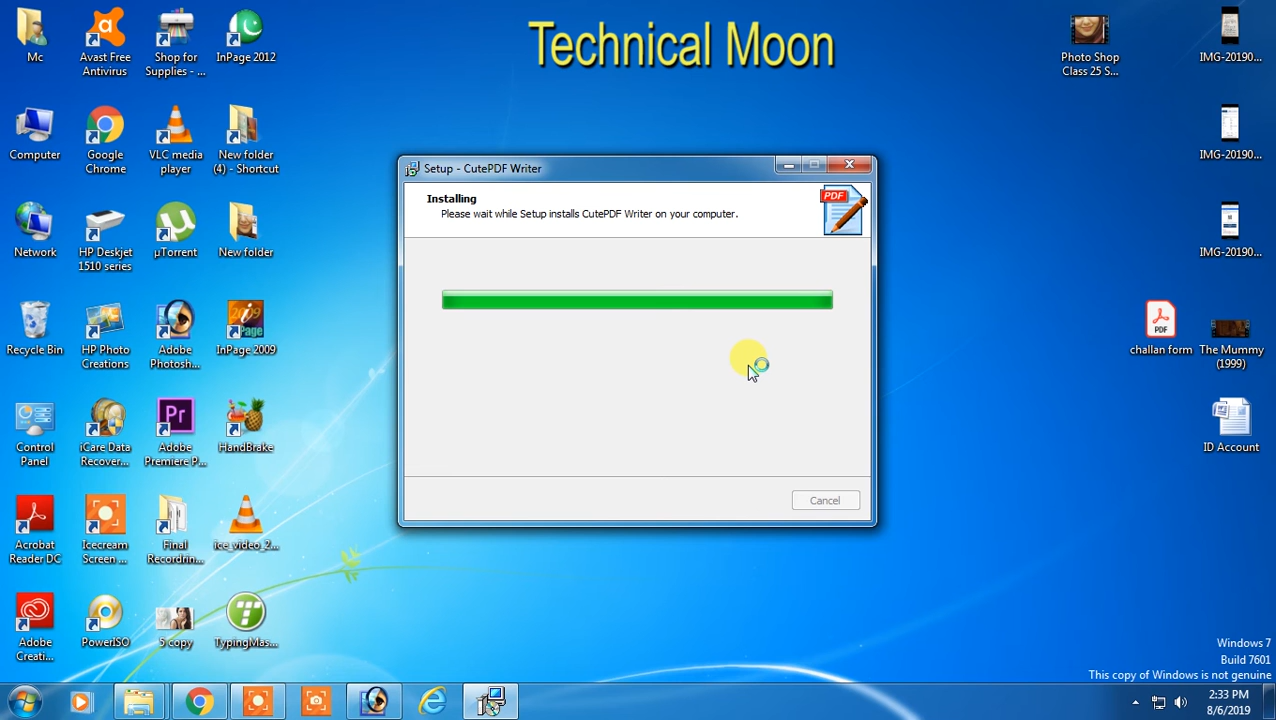 Technical Moon
Mc
Avast Free
Antivirus
Shop for
Supplies - ...
InPage 2012
Photo Shop
Class 25 S...
IMG-20190...
Computer
Google
Chrome
VLC media
player
New folder
(4) - Shortcut
IMG-20190...
Network
HP Deskjet
1510 series
µTorrent
New folder
IMG-20190...
Recycle Bin
HP Photo
Creations
Adobe
Photosh...
2009
InPage
InPage 2009
PDF
challan form
The Mummy
(1999)
Control
Panel
iCare Data
Recover...
Pr
Adobe
Premiere P...
HandBrake
ID Account
Acrobat
Reader DC
Icecream
Screen ...
Final
Recordrin...
ice_video_2...
Adobe
Creati...
PowerISO
5 copy
TypingMas...
Setup - CutePDF Writer
Installing
Please wait while Setup installs CutePDF Writer on your computer.
PDF
Cancel
Windows 7
Build 7601
This copy of Windows is not genuine
2:33 PM
8/6/2019